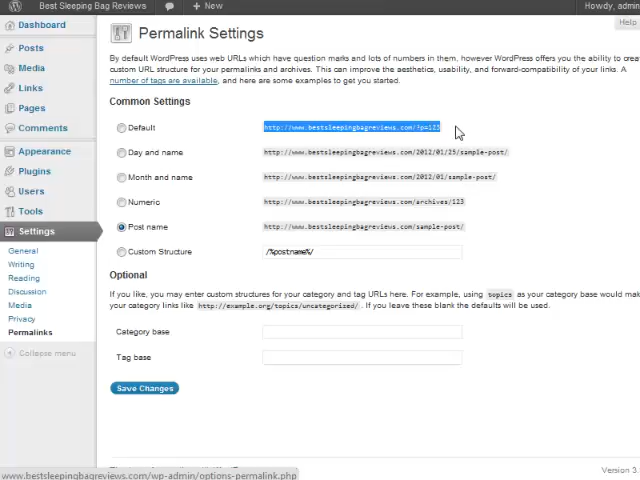 Best Sleeping Bag Reviews + New Howdy, admin
Help
Dashboard
Posts
Media
Links
Pages
Comments
Appearance
Plugins
Users
Tools
Settings
General
Writing
Reading
Discussion
Media
Privacy
Permalinks
Collapse menu
Permalink Settings
By default WordPress uses web URLs which have question marks and lots of numbers in them, however WordPress offers you the ability to crea
custom URL structure for your permalinks and archives. This can improve the aesthetics, usability, and forward-compatibility of your links. A
number of tags are available, and here are some examples to get you started.
Common Settings
Default http://www.bestsleepingbagreviews.com/?p=123
Day and name http://www.bestsleepingbagreviews.com/2012/01/25/sample-post/
Month and name http://www.bestsleepingbagreviews.com/2012/01/sample-post/
Numeric http://www.bestsleepingbagreviews.com/archives/123
Post name http://www.bestsleepingbagreviews.com/sample-post/
Custom Structure /%postname%/
Optional
If you like, you may enter custom structures for your category and tag URLs here. For example, using topics as your category base would mak
your category links like http://example.org/topics/uncategorized/ . If you leave these blank the defaults will be used.
Category base
Tag base
Save Changes
Version 3.
www.bestsleepingbagreviews.com/wp-admin/options-permalink.php